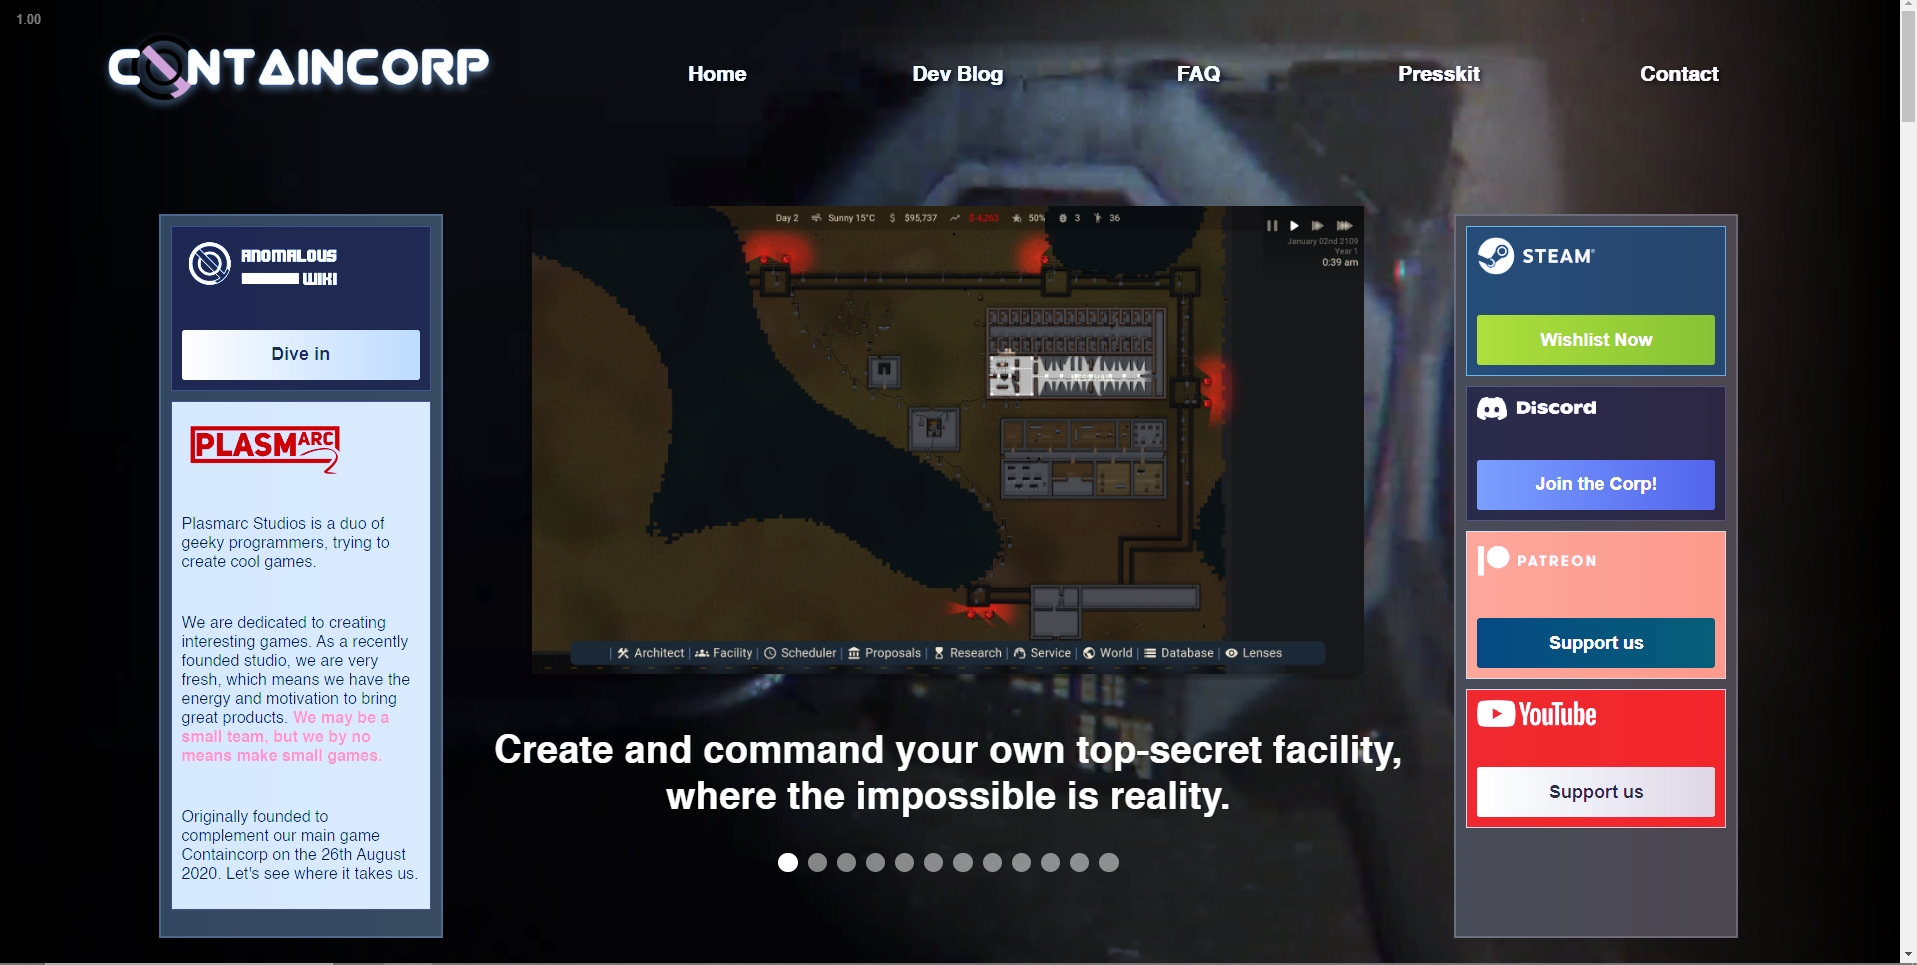 1.00
CONTAINCORP
Home
Dev Blog
FAQ
Presskit
Contact
ANOMALOUS
WIKI
Dive in
PLASMARC
Plasmarc Studios is a duo of
geeky programmers, trying to
create cool games.
We are dedicated to creating
interesting games. As a recently
founded studio, we are very
fresh, which means we have the
energy and motivation to bring
great products. We may be a
small team, but we by no
means make small games.
Originally founded to
complement our main game
Containcorp on the 26th August
2020. Let's see where it takes us.
Day 2 Sunny 15°C $ $95,737 $-4,263 50% 3 36
January 02nd 2109
Year 1
0:39 am
| Architect | Facility | Scheduler | Proposals | Research | Service | World | Database | Lenses
Create and command your own top-secret facility,
where the impossible is reality.
STEAM®
Wishlist Now
Discord
Join the Corp!
PATREON
Support us
YouTube
Support us